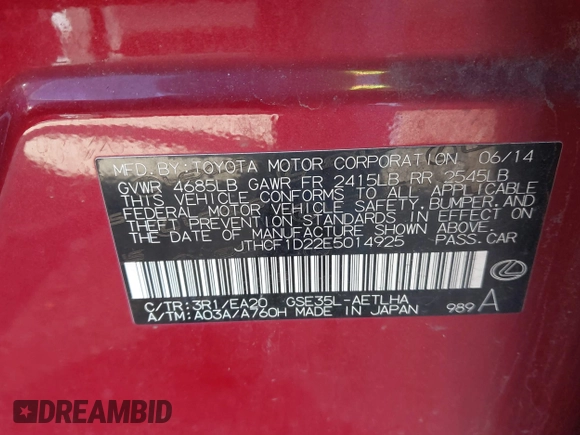 MFD.BY:TOYOTA MOTOR CORPORATION 06/14
GVWR 4685LB GAWR FR 2415LB RR 2545LB
THIS VEHICLE CONFORMS TO ALL APPLICABLE
FEDERAL MOTOR VEHICLE SAFETY,BUMPER,AND
THEFT PREVENTION STANDARDS IN EFFECT ON
THE DATE OF MANUFACTURE SHOWN ABOVE.
JTHCF1D22E5014925 PASS.CAR
C/TR:3R1/EA20 GSE35L-AETLHA
A/TM:A03A/A760H MADE IN JAPAN 989 A
DREAMBID